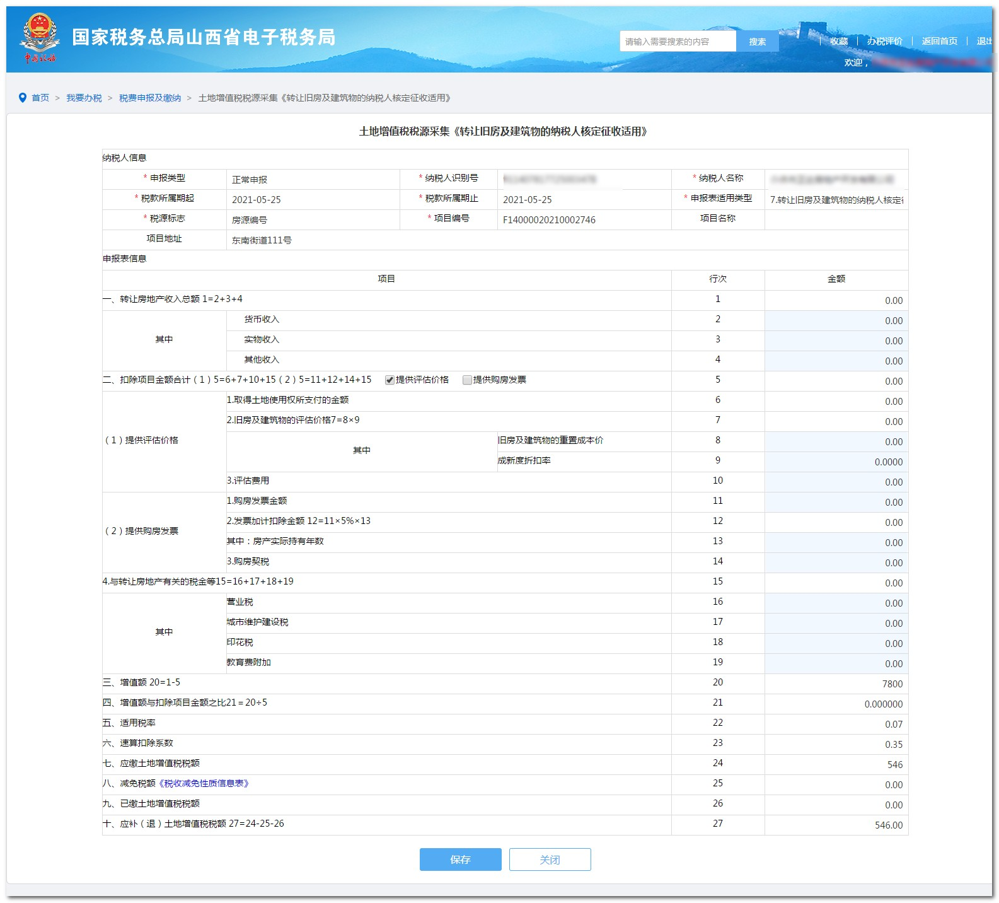 国家税务总局山西省电子税务局
中国税务
请输入需要搜索的内容 搜索
收藏 办税评价 返回首页 退出
欢迎，
首页 > 我要办税 > 税费申报及缴纳 > 土地增值税税源采集《转让旧房及建筑物的纳税人核定征收适用》
土地增值税税源采集《转让旧房及建筑物的纳税人核定征收适用》
纳税人信息
* 申报类型 正常申报 * 纳税人识别号 * 纳税人名称
* 税款所属期起 2021-05-25 * 税款所属期止 2021-05-25 * 申报表适用类型 7.转让旧房及建筑物的纳税人核定
* 税源标志 房源编号 * 项目编号 F14000020210002746 项目名称
项目地址 东南街道111号
申报表信息
项目 行次 金额
一、转让房地产收入总额 1=2+3+4 1 0.00
其中
货币收入 2 0.00
实物收入 3 0.00
其他收入 4 0.00
二、扣除项目金额合计（1）5=6+7+10+15（2）5=11+12+14+15 提供评估价格 提供购房发票 5 0.00
（1）提供评估价格
1.取得土地使用权所支付的金额 6 0.00
2.旧房及建筑物的评估价格7=8×9 7 0.00
其中
旧房及建筑物的重置成本价 8 0.00
成新度折扣率 9 0.0000
3.评估费用 10 0.00
（2）提供购房发票
1.购房发票金额 11 0.00
2.发票加计扣除金额 12=11×5%×13 12 0.00
其中：房产实际持有年数 13 0.00
3.购房契税 14 0.00
4.与转让房地产有关的税金等15=16+17+18+19 15 0.00
其中
营业税 16 0.00
城市维护建设税 17 0.00
印花税 18 0.00
教育费附加 19 0.00
三、增值额 20=1-5 20 7800
四、增值额与扣除项目金额之比21＝20÷5 21 0.000000
五、适用税率 22 0.07
六、速算扣除系数 23 0.35
七、应缴土地增值税税额 24 546
八、减免税额《税收减免性质信息表》 25 0.00
九、已缴土地增值税税额 26 0.00
十、应补（退）土地增值税税额 27=24-25-26 27 546.00
保存 关闭